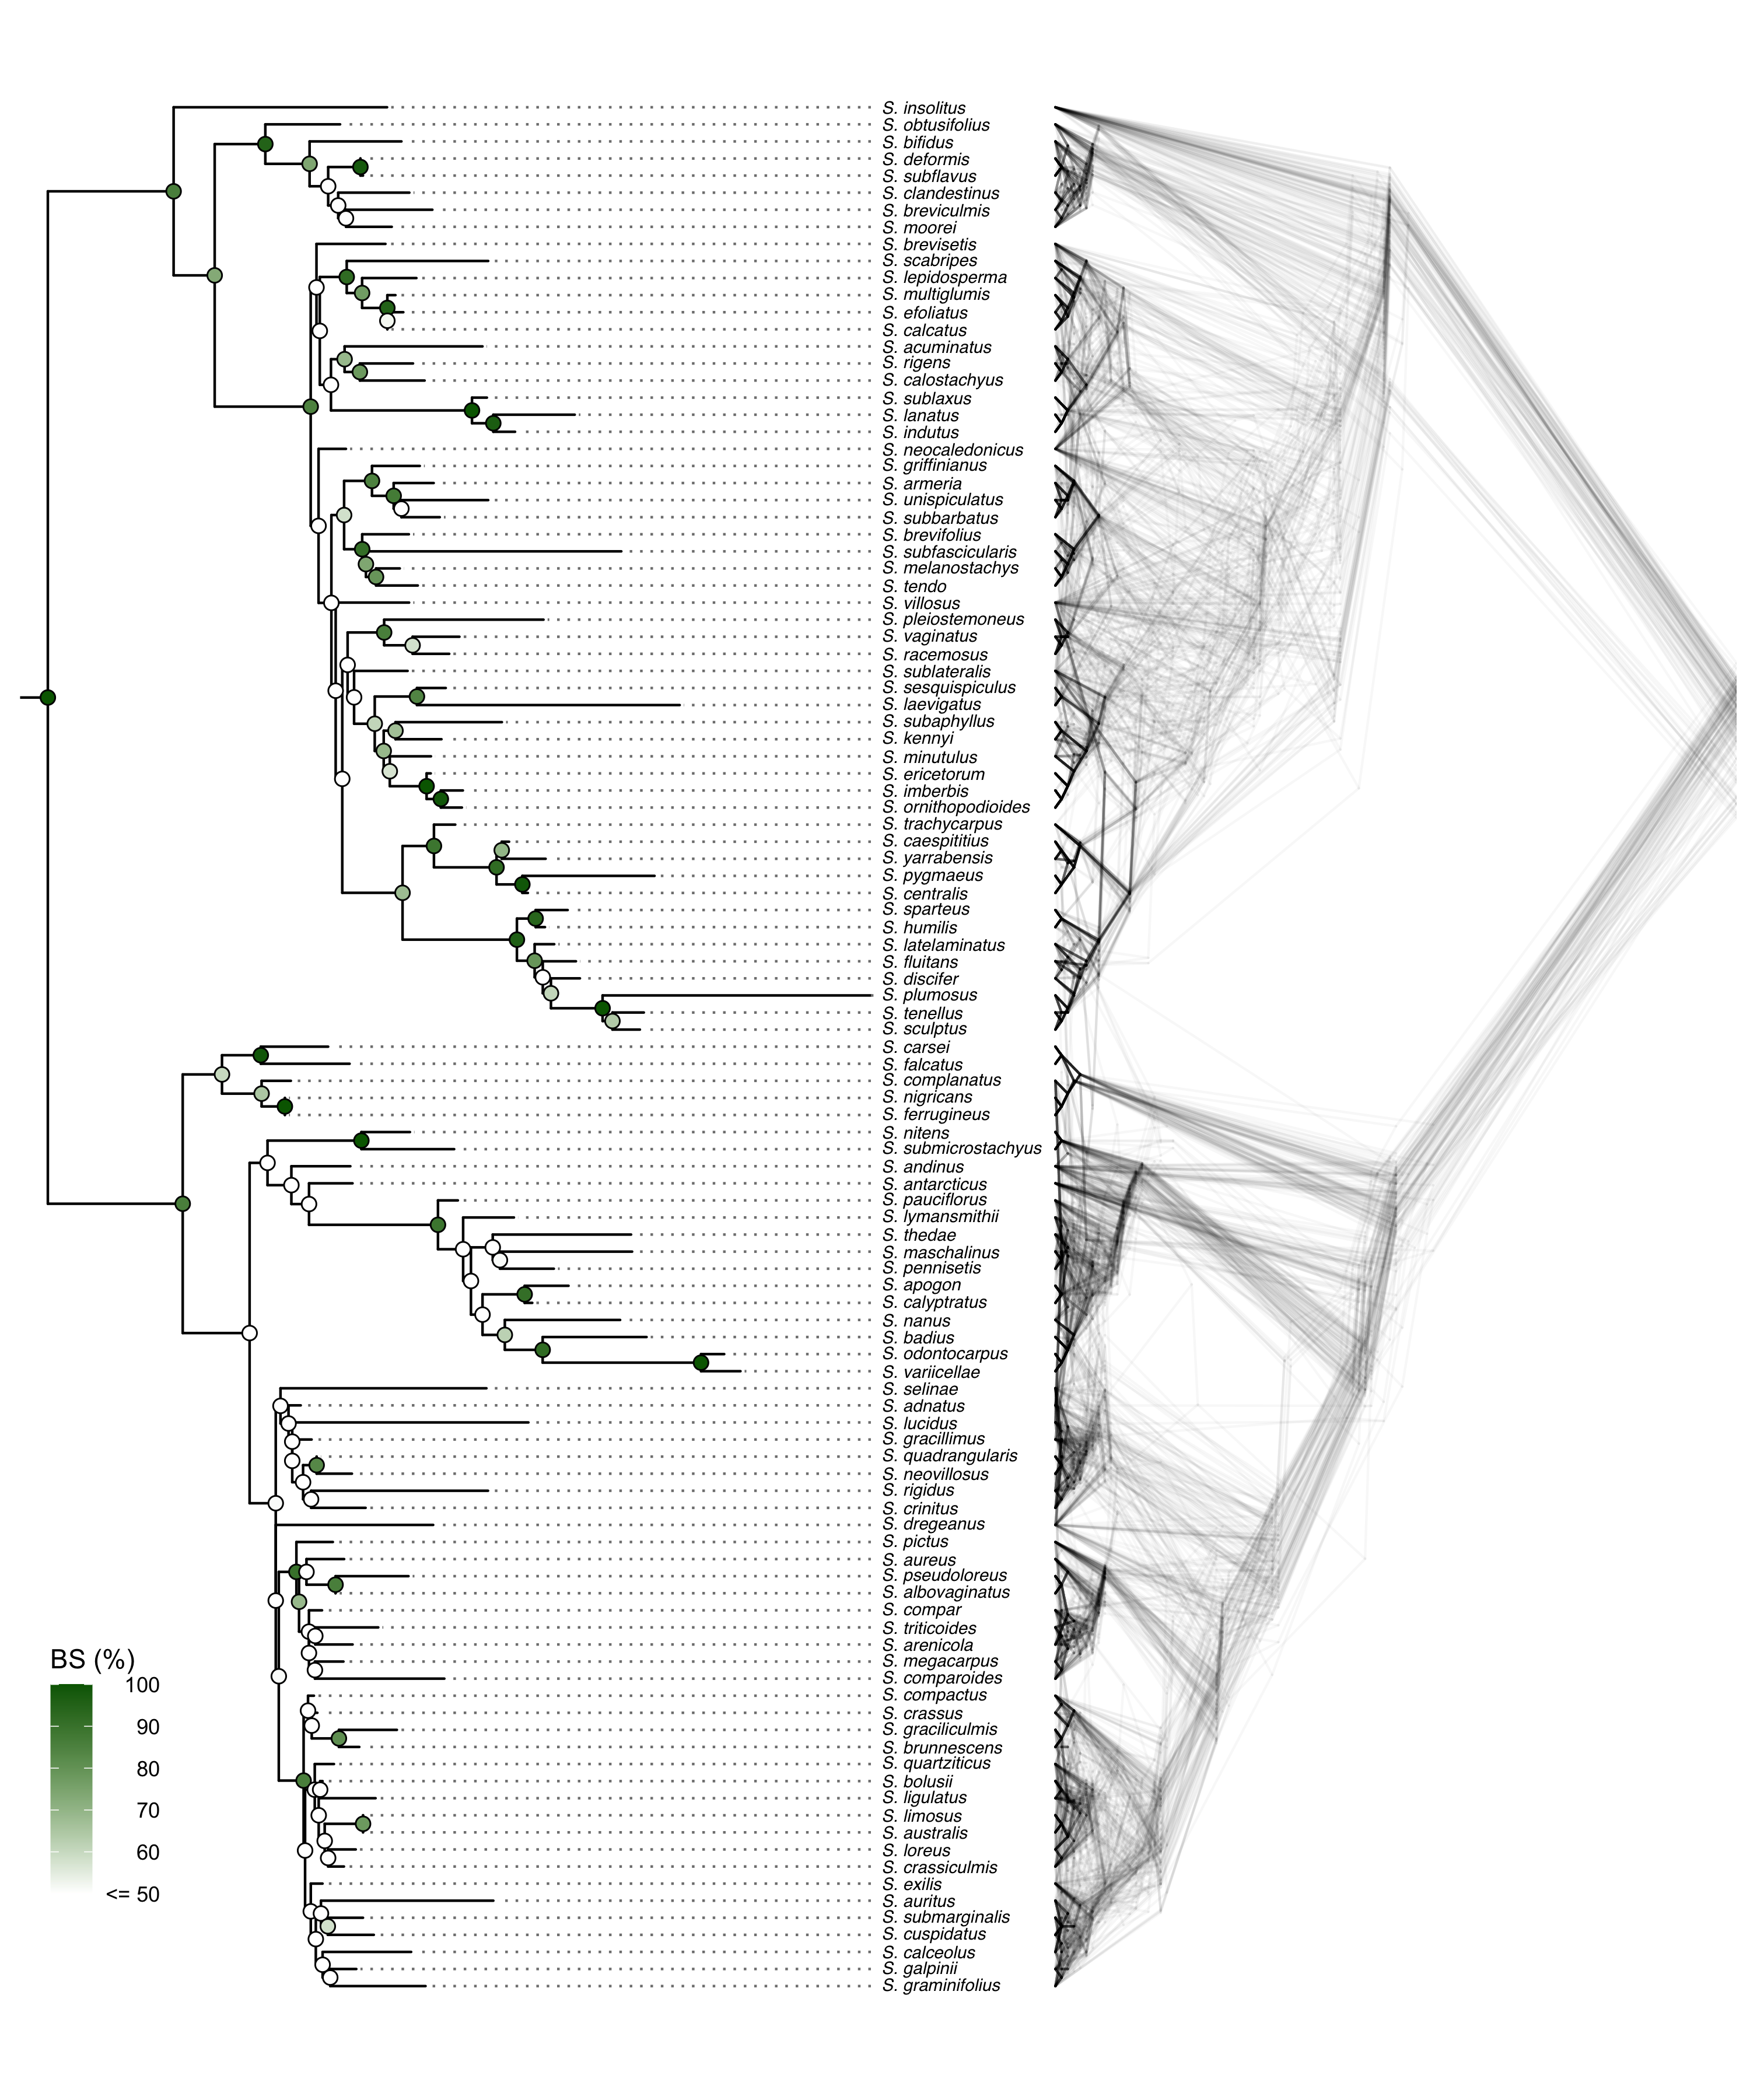 S. insolitus
S. obtusifolius
S. bifidus
S. deformis
S. subflavus
S. clandestinus
S. breviculmis
S. moorei
S. brevisetis
S. scabripes
S. lepidosperma
S. multiglumis
S. efoliatus
S. calcatus
S. acuminatus
S. rigens
S. calostachyus
S. sublaxus
S. lanatus
S. indutus
S. neocaledonicus
S. griffinianus
S. armeria
S. unispiculatus
S. subbarbatus
S. brevifolius
S. subfascicularis
S. melanostachys
S. tendo
S. villosus
S. pleiostemoneus
S. vaginatus
S. racemosus
S. sublateralis
S. sesquispiculus
S. laevigatus
S. subaphyllus
S. kennyi
S. minutulus
S. ericetorum
S. imberbis
S. ornithopodioides
S. trachycarpus
S. caespititius
S. yarrabensis
S. pygmaeus
S. centralis
S. sparteus
S. humilis
S. latelaminatus
S. fluitans
S. discifer
S. plumosus
S. tenellus
S. sculptus
S. carsei
S. falcatus
S. complanatus
S. nigricans
S. ferrugineus
S. nitens
S. submicrostachyus
S. andinus
S. antarcticus
S. pauciflorus
S. lymansmithii
S. thedae
S. maschalinus
S. pennisetis
S. apogon
S. calyptratus
S. nanus
S. badius
S. odontocarpus
S. variicellae
S. selinae
S. adnatus
S. lucidus
S. gracillimus
S. quadrangularis
S. neovillosus
S. rigidus
S. crinitus
S. dregeanus
S. pictus
S. aureus
S. pseudoloreus
S. albovaginatus
S. compar
S. triticoides
S. arenicola
S. megacarpus
S. comparoides
S. compactus
S. crassus
S. graciliculmis
S. brunnescens
S. quartziticus
S. bolusii
S. ligulatus
S. limosus
S. australis
S. loreus
S. crassiculmis
S. exilis
S. auritus
S. submarginalis
S. cuspidatus
S. calceolus
S. galpinii
S. graminifolius
BS (%)
100
90
80
70
60
<= 50